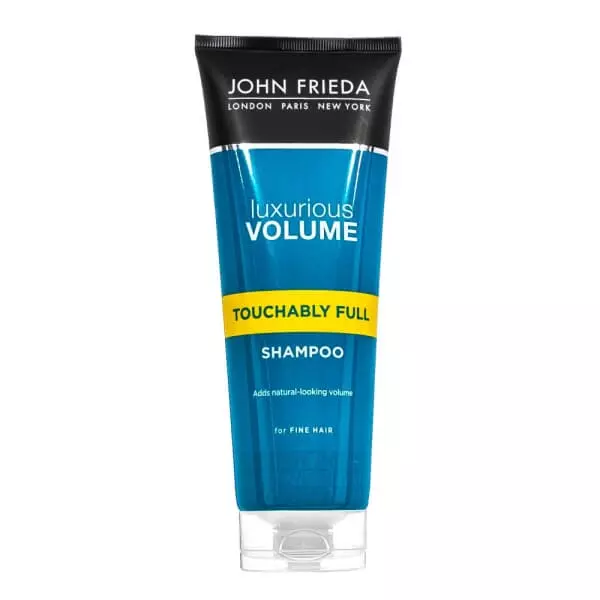 JOHN FRIEDA
LONDON PARIS NEW YORK
luxurious
VOLUME
TOUCHABLY FULL
SHAMPOO
Adds natural-looking volume
for FINE HAIR